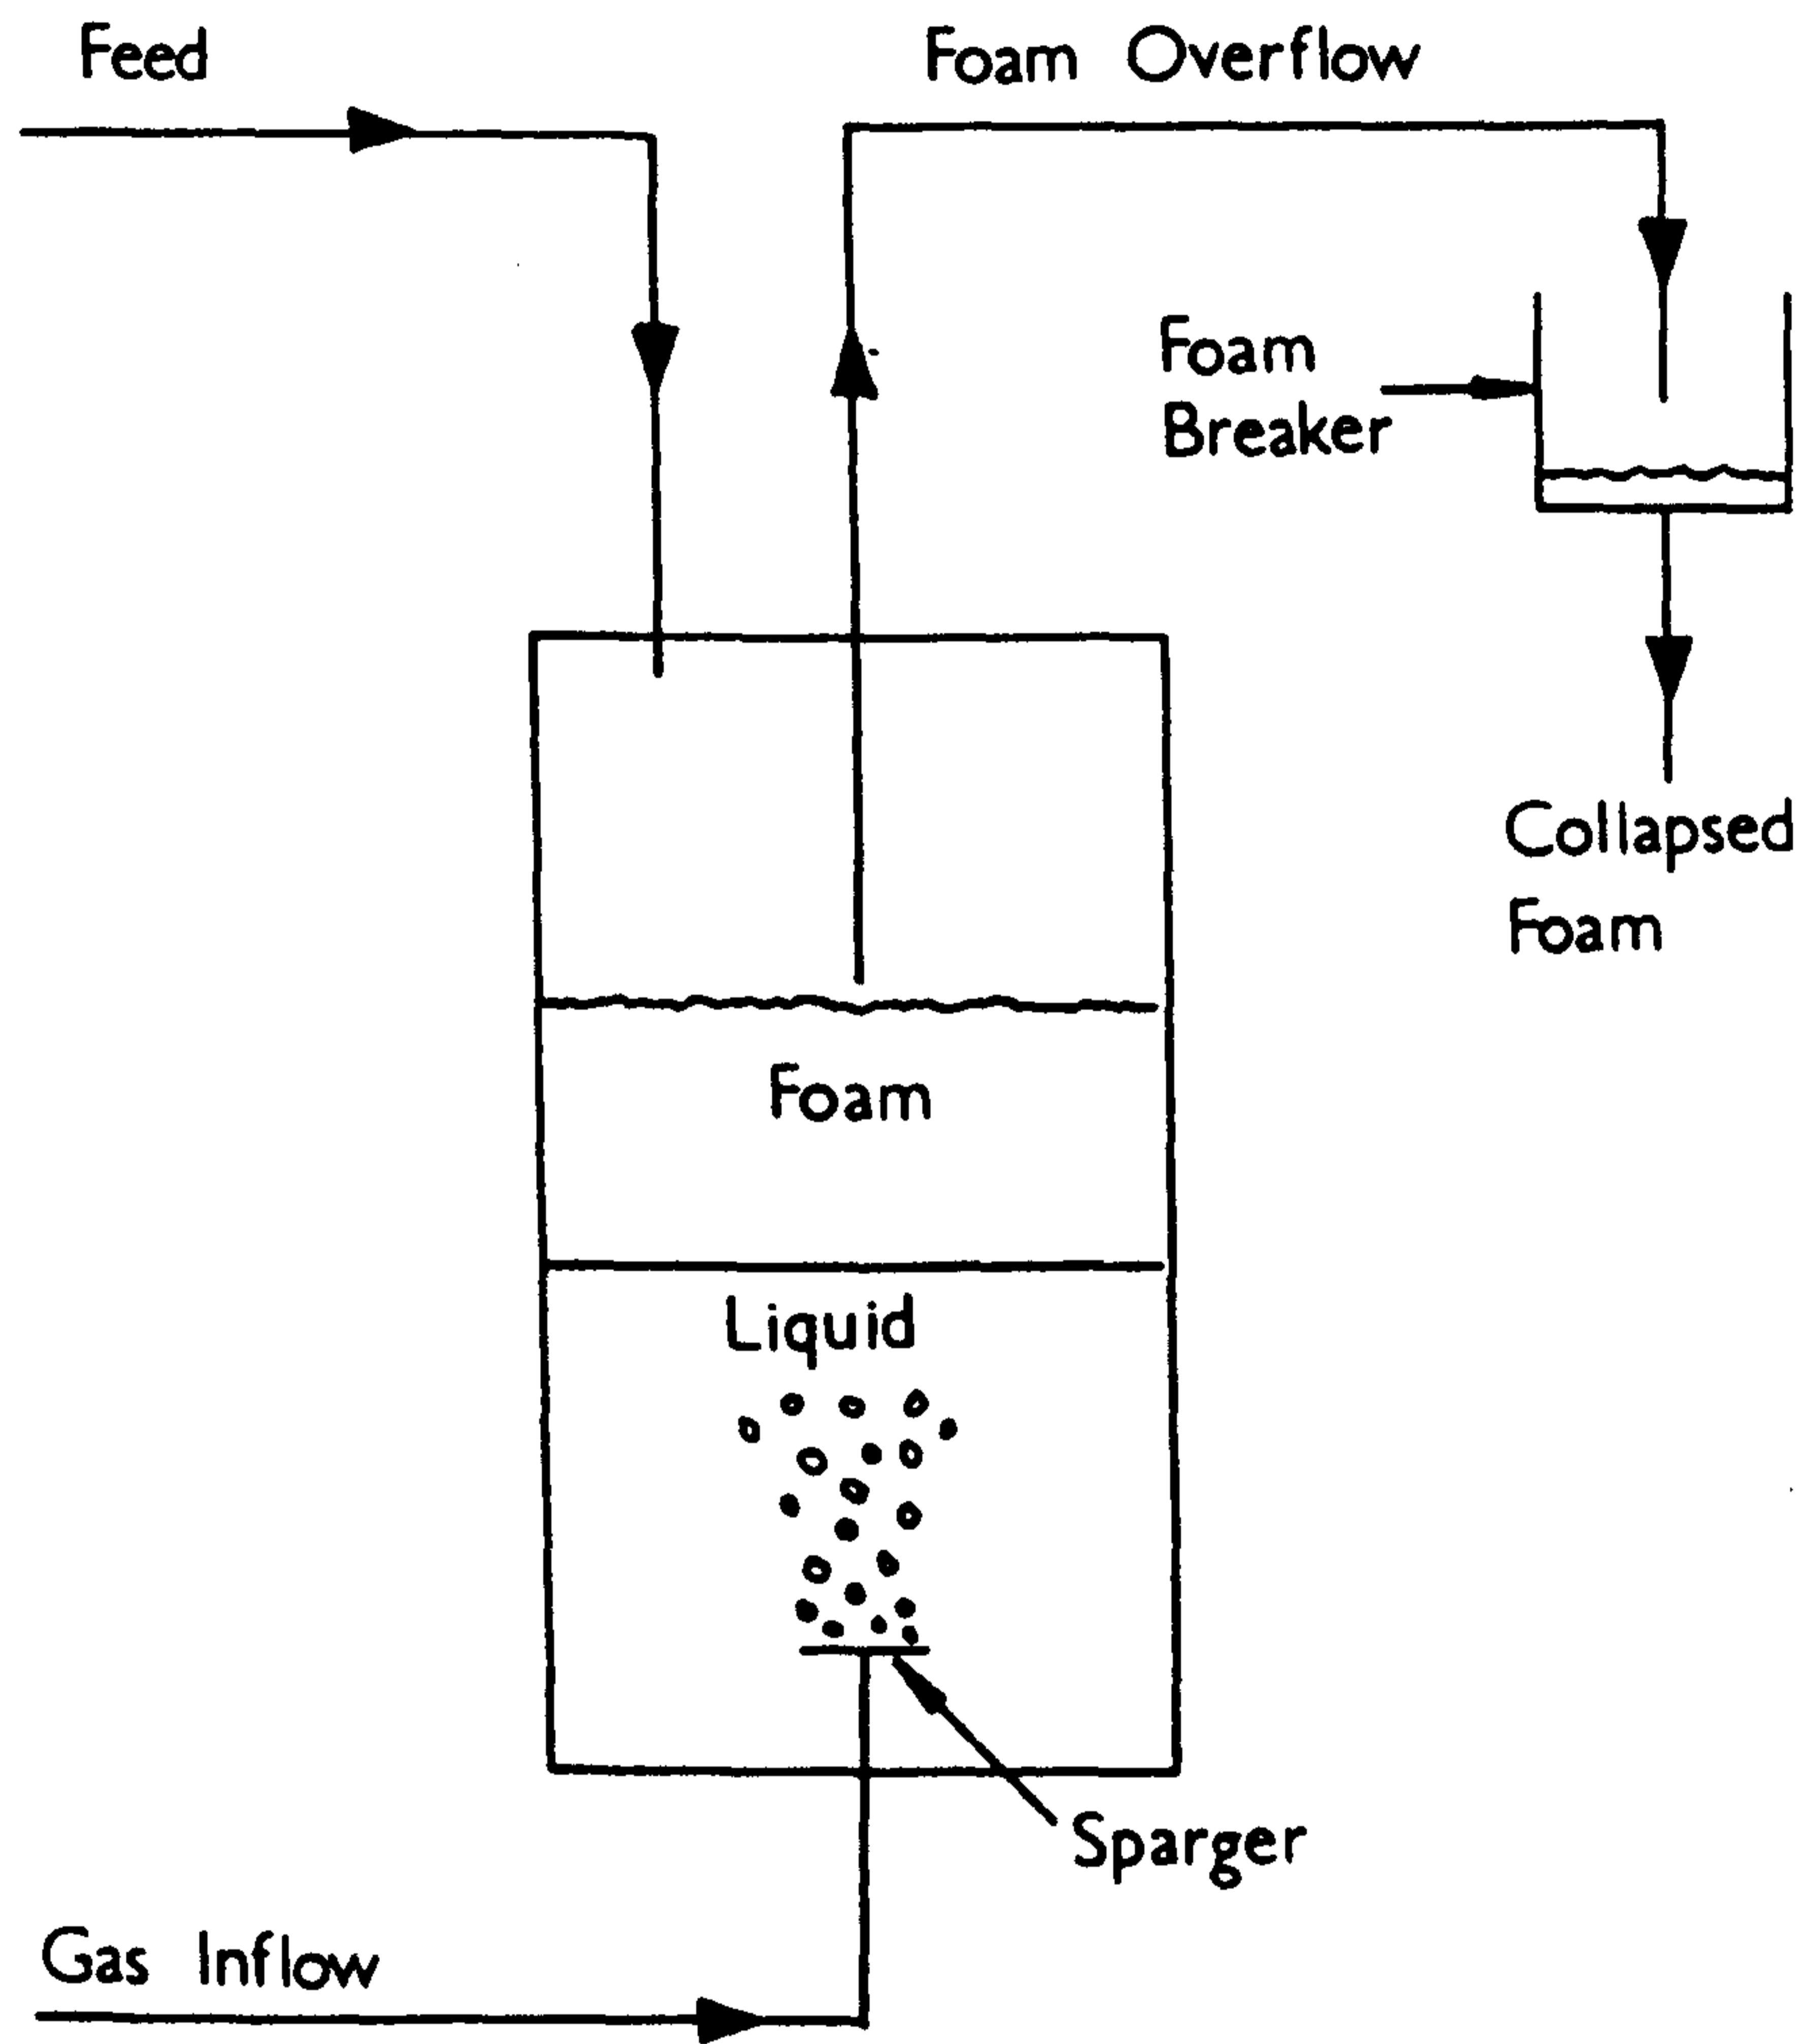 Feed
Foam Overflow
Foam
Breaker
Collapsed
Foam
Foam
Liquid
Sparger
Gas Inflow